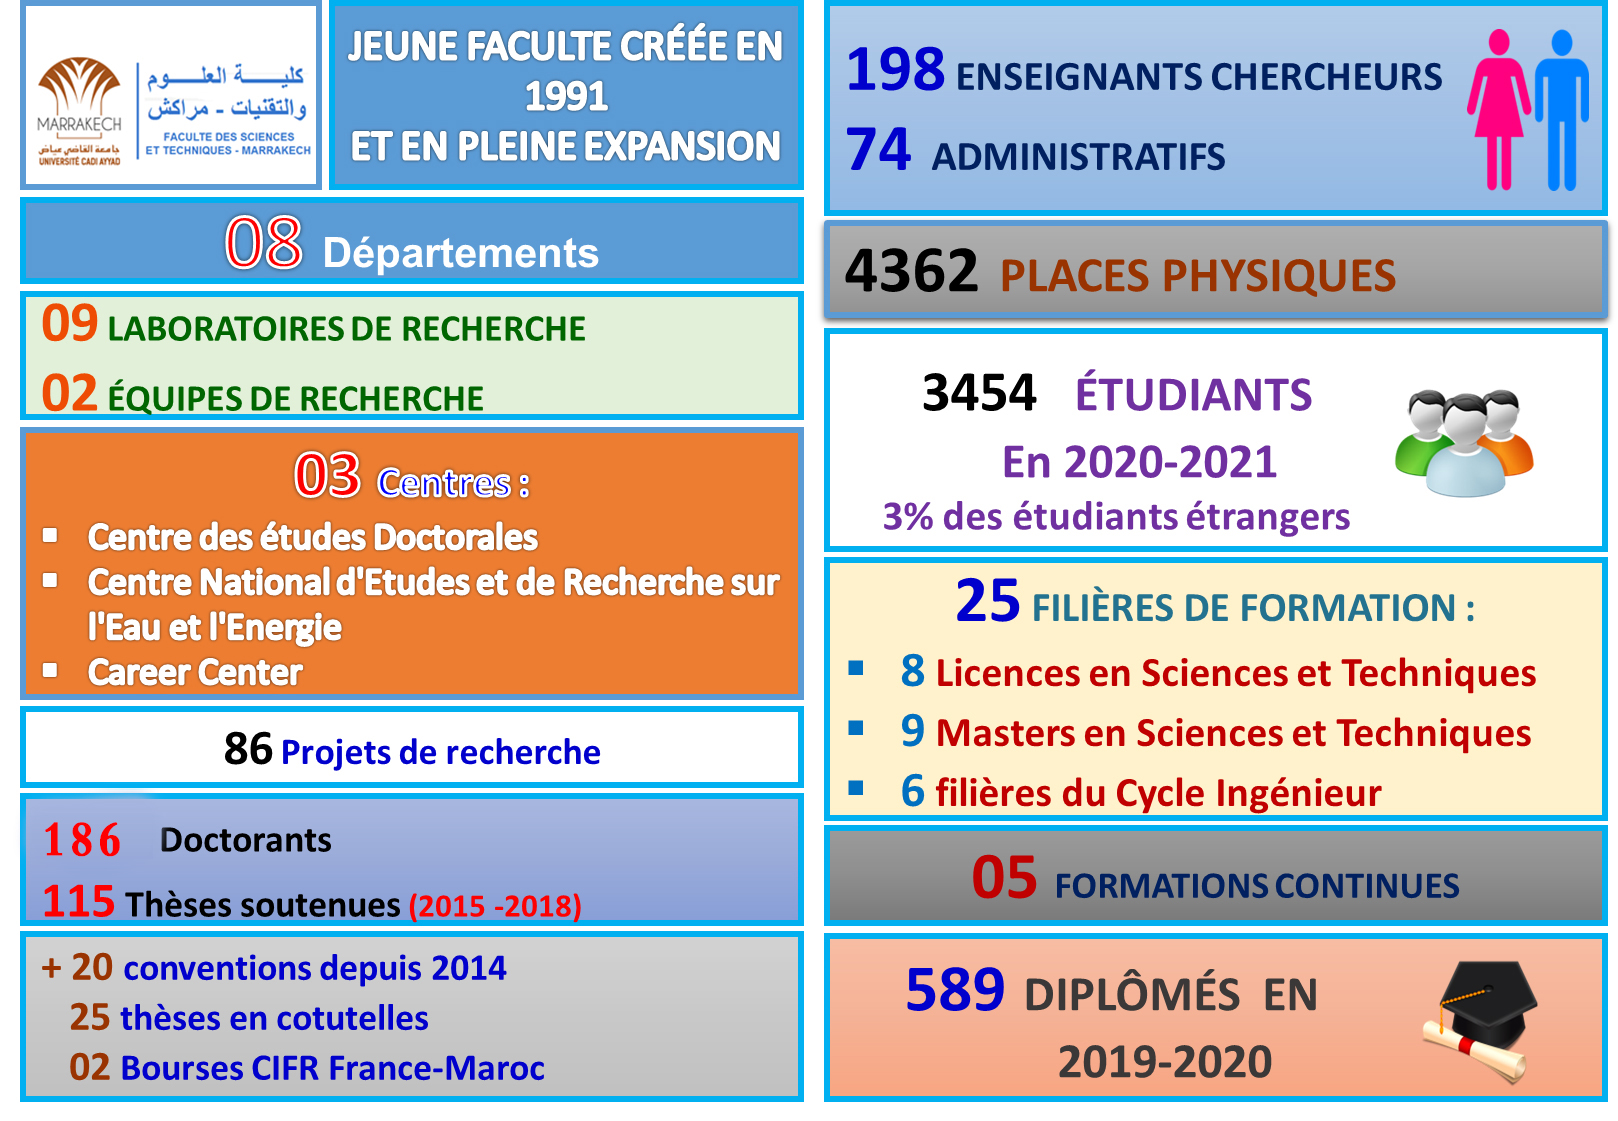 MARRAKECH
جامعة القاضي عياض
UNIVERSITÉ CADI AYYAD
كليـــة العلـــوم
والتقنيات - مراكش
FACULTE DES SCIENCES
ET TECHNIQUES - MARRAKECH
JEUNE FACULTE CRÉÉE EN
1991
ET EN PLEINE EXPANSION
08 Départements
09 LABORATOIRES DE RECHERCHE
02 ÉQUIPES DE RECHERCHE
03 Centres :
▪ Centre des études Doctorales
▪ Centre National d'Etudes et de Recherche sur
l'Eau et l'Energie
▪ Career Center
86 Projets de recherche
186 Doctorants
115 Thèses soutenues (2015 -2018)
+ 20 conventions depuis 2014
25 thèses en cotutelles
02 Bourses CIFR France-Maroc
198 ENSEIGNANTS CHERCHEURS
74 ADMINISTRATIFS
4362 PLACES PHYSIQUES
3454 ÉTUDIANTS
En 2020-2021
3% des étudiants étrangers
25 FILIÈRES DE FORMATION :
▪ 8 Licences en Sciences et Techniques
▪ 9 Masters en Sciences et Techniques
▪ 6 filières du Cycle Ingénieur
05 FORMATIONS CONTINUES
589 DIPLÔMÉS EN
2019-2020